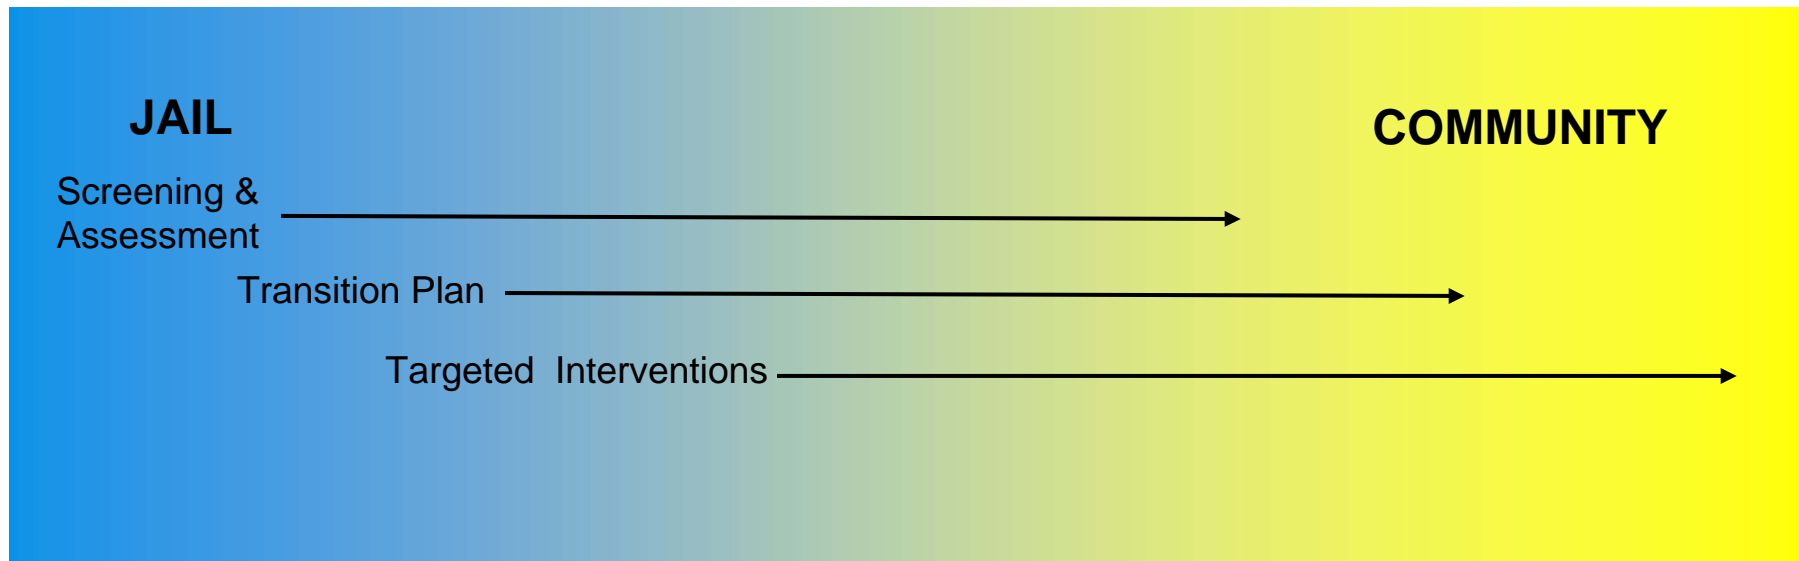 JAIL
COMMUNITY
Screening &
Assessment
Transition Plan
Targeted  Interventions